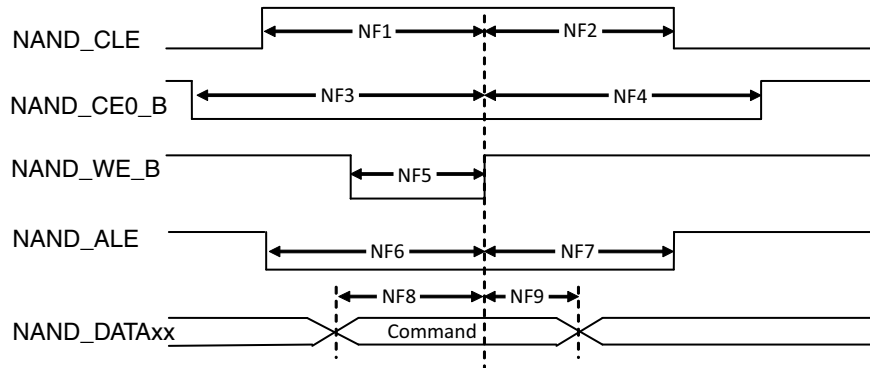 NAND_CLE
NF1
NF2
NAND_CE0_B
NF3
NF4
NAND_WE_B
NF5
NAND_ALE
NF6
NF7
NF8
NF9
NAND_DATAxx
Command